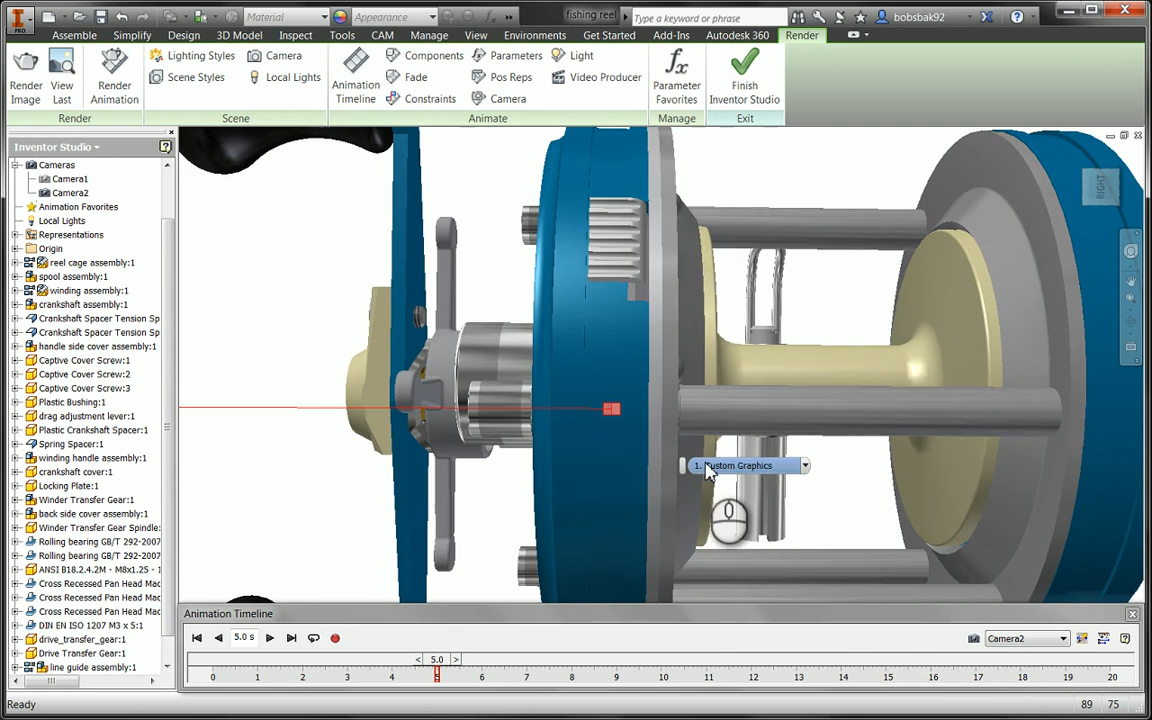 PRO
Material
Appearance
fishing reel
Type a keyword or phrase
bobsbak92
Assemble Simplify Design 3D Model Inspect Tools CAM Manage View Environments Get Started Add-Ins Autodesk 360 Render
Render Image
View Last
Render Animation
Lighting Styles
Camera
Scene Styles
Local Lights
Animation Timeline
Components
Parameters
Light
Fade
Pos Reps
Video Producer
Constraints
Camera
Parameter Favorites
Finish Inventor Studio
Render
Scene
Animate
Manage
Exit
Inventor Studio
Cameras
Camera1
Camera2
Animation Favorites
Local Lights
Representations
Origin
reel cage assembly:1
spool assembly:1
winding assembly:1
crankshaft assembly:1
Crankshaft Spacer Tension Sp
Crankshaft Spacer Tension Sp
handle side cover assembly:1
Captive Cover Screw:1
Captive Cover Screw:2
Captive Cover Screw:3
Plastic Bushing:1
drag adjustment lever:1
Plastic Crankshaft Spacer:1
Spring Spacer:1
winding handle assembly:1
crankshaft cover:1
Locking Plate:1
Winder Transfer Gear:1
back side cover assembly:1
Winder Transfer Gear Spindle:
Rolling bearing GB/T 292-2007
Rolling bearing GB/T 292-2007
ANSI B18.2.4.2M - M8x1.25 -
Cross Recessed Pan Head Mac
Cross Recessed Pan Head Mac
Cross Recessed Pan Head Mac
DIN EN ISO 1207 M3 x 5:1
drive_transfer_gear:1
Drive Transfer Gear:1
line guide assembly:1
RIGHT
1. Custom Graphics
Animation Timeline
5.0 s
Camera2
< 5.0 >
0 1 2 3 4 5 6 7 8 9 10 11 12 13 14 15 16 17 18 19 20
Ready
89 75